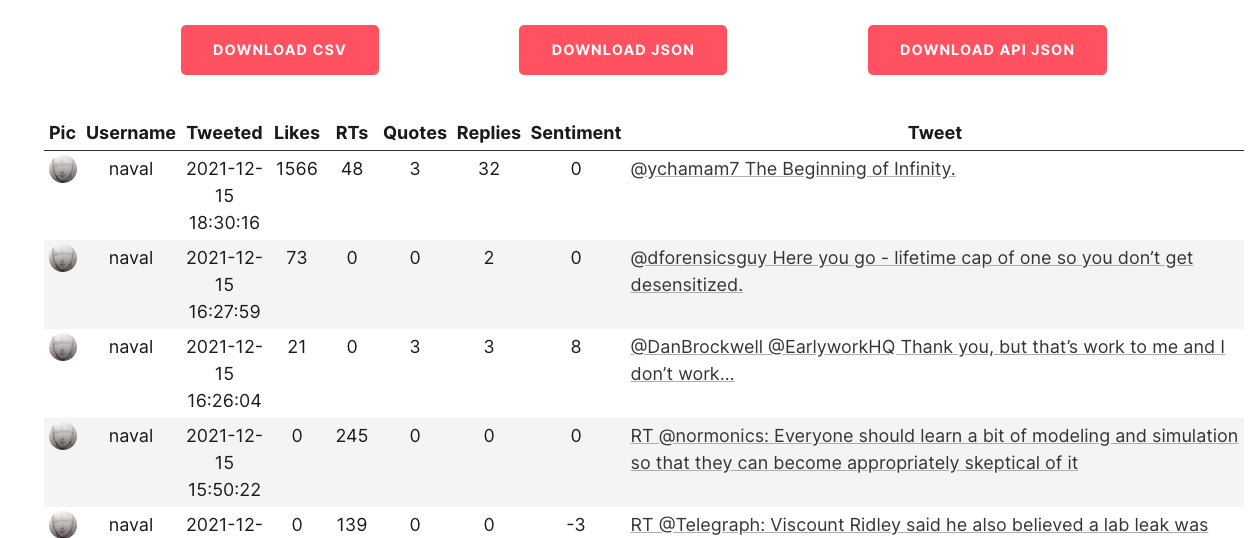 DOWNLOAD CSV DOWNLOAD JSON DOWNLOAD API JSON
Pic Username Tweeted Likes RTs Quotes Replies Sentiment Tweet
naval 2021-12- 1566 48 3 32 0 @ychamam7 The Beginning of Infinity.
15
18:30:16
naval 2021-12- 73 0 0 2 0 @dforensicsguy Here you go - lifetime cap of one so you don’t get
15 desensitized.
16:27:59
naval 2021-12- 21 0 3 3 8 @DanBrockwell @EarlyworkHQ Thank you, but that’s work to me and I
15 don’t work…
16:26:04
naval 2021-12- 0 245 0 0 0 RT @normonics: Everyone should learn a bit of modeling and simulation
15 so that they can become appropriately skeptical of it
15:50:22
naval 2021-12- 0 139 0 0 -3 RT @Telegraph: Viscount Ridley said he also believed a lab leak was